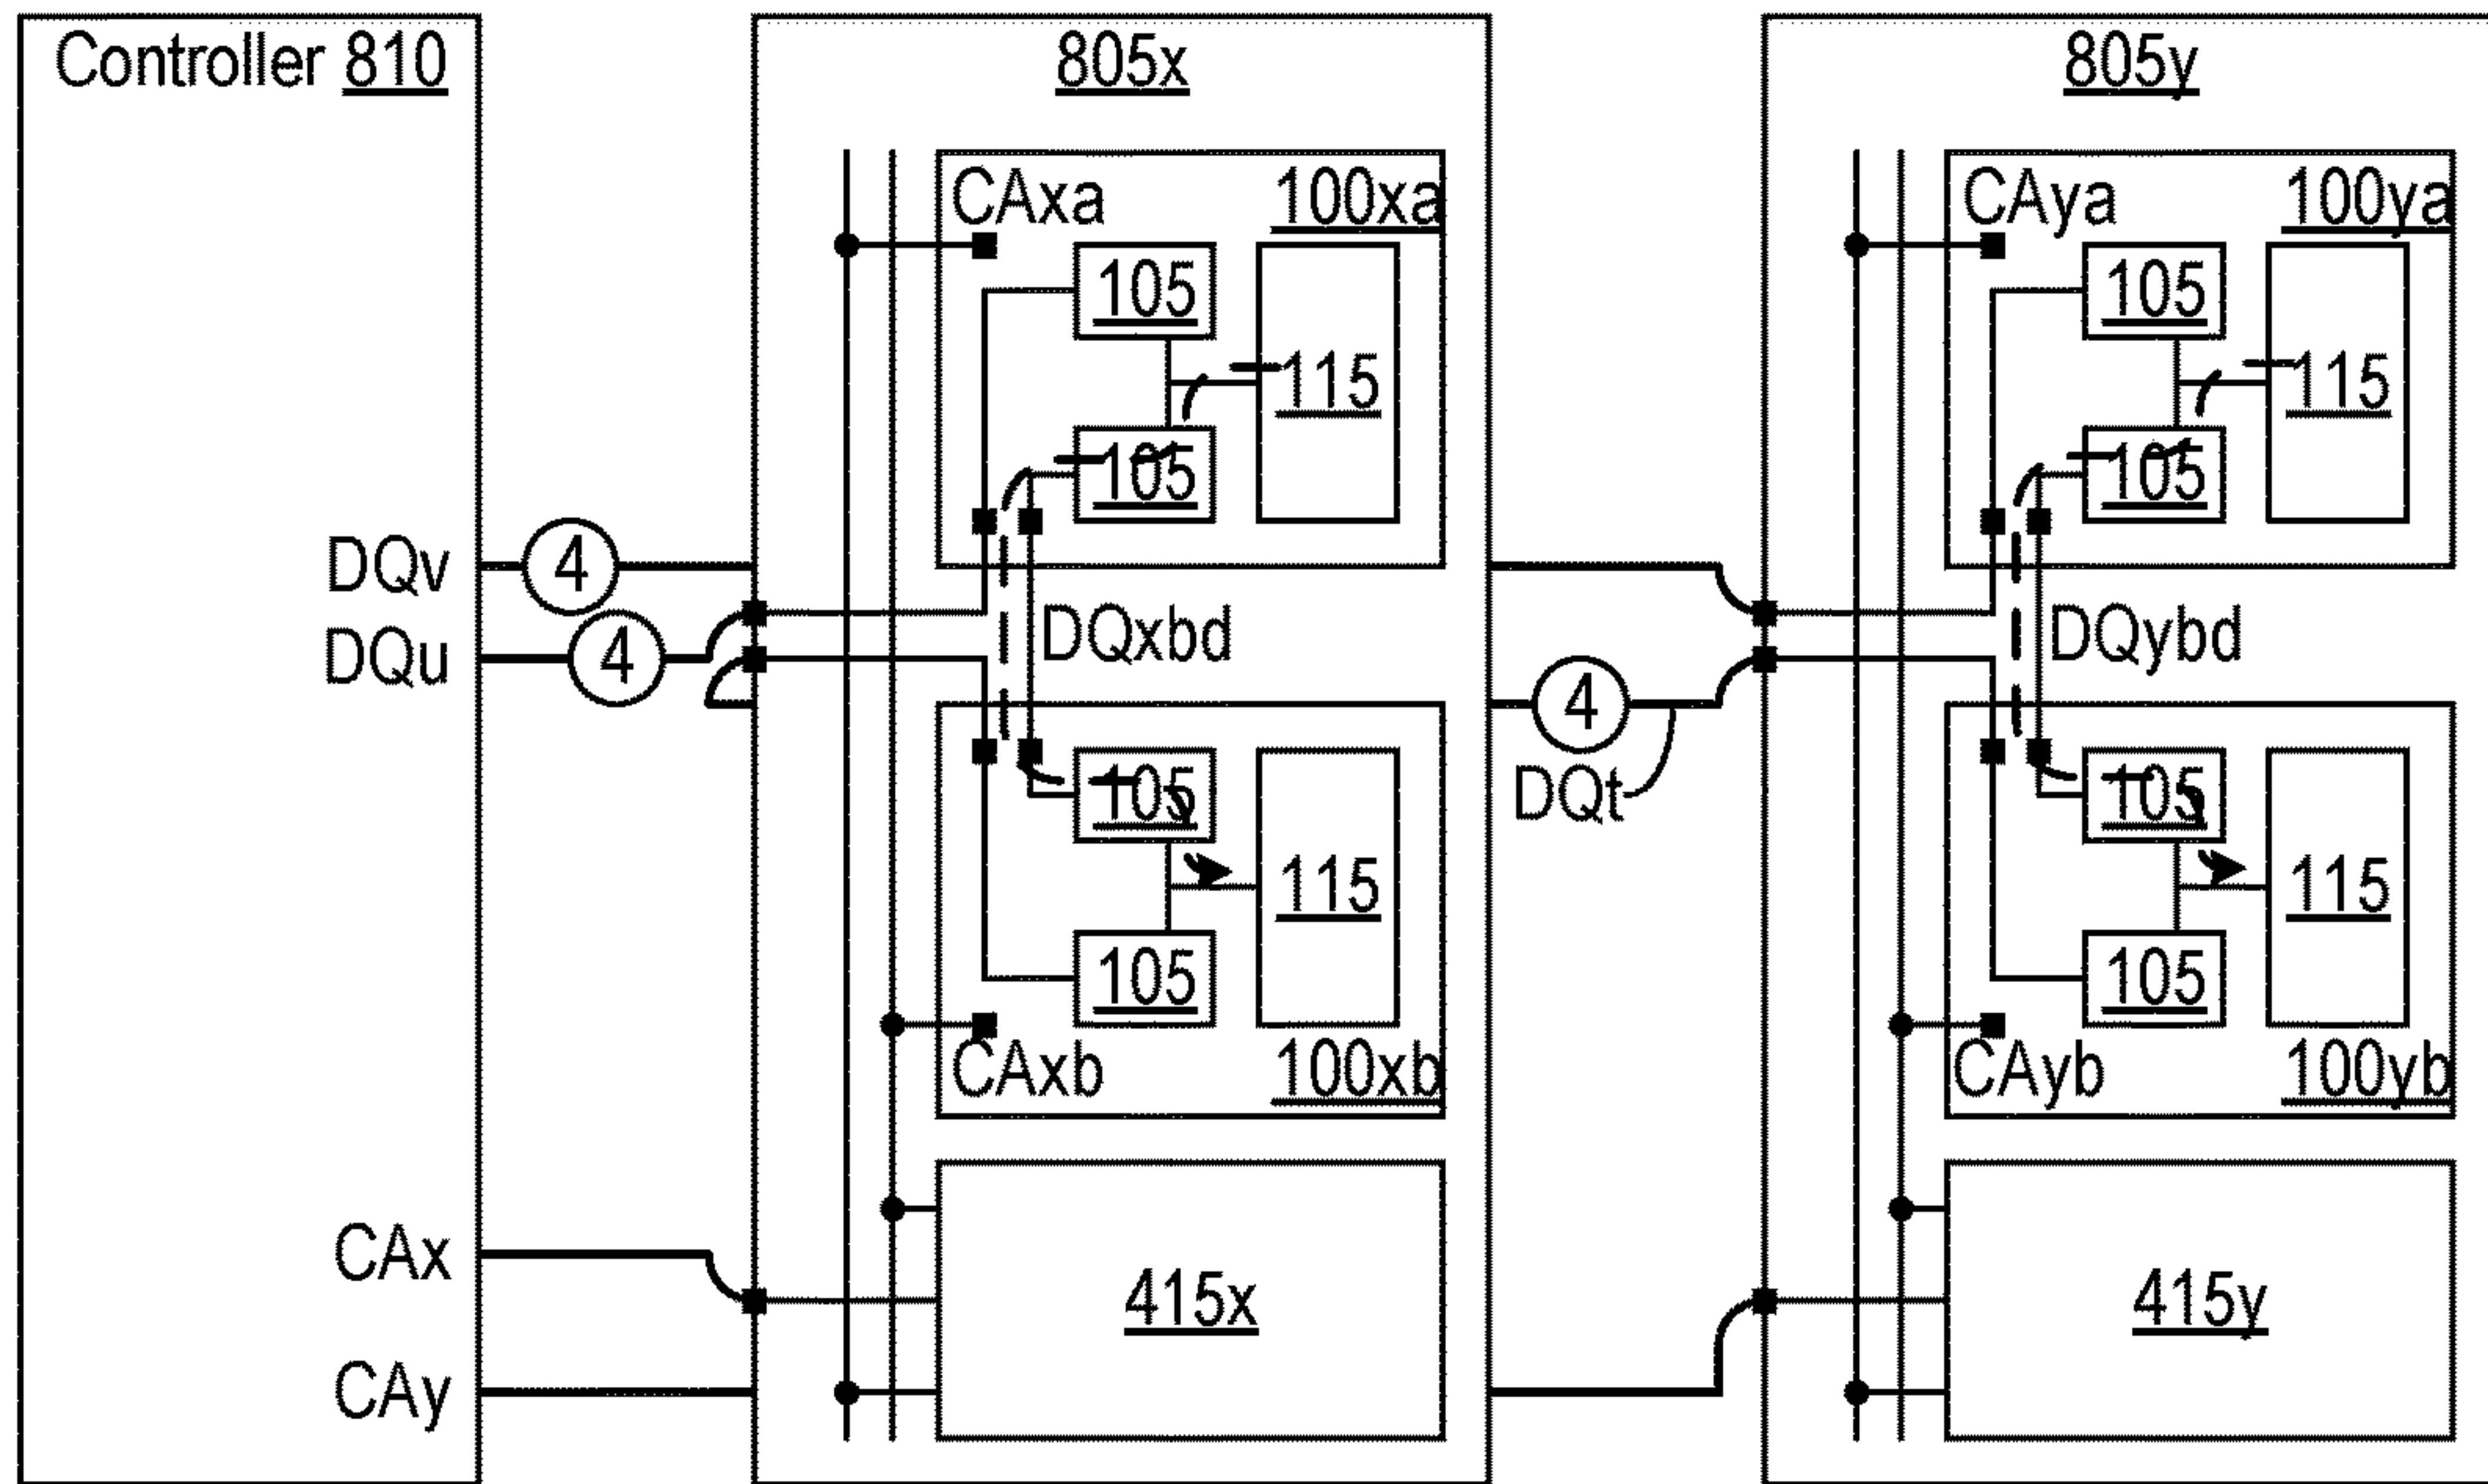 Controller 810
805x
805y
CAxa 100xa
CAya 100ya
105
105
115
115
105
105
DQv 4
DQu 4
DQxbd
DQybd
4
DQt
105
105
115
115
105
105
CAxb 100xb
CAyb 100yb
CAx
415x
415y
CAy